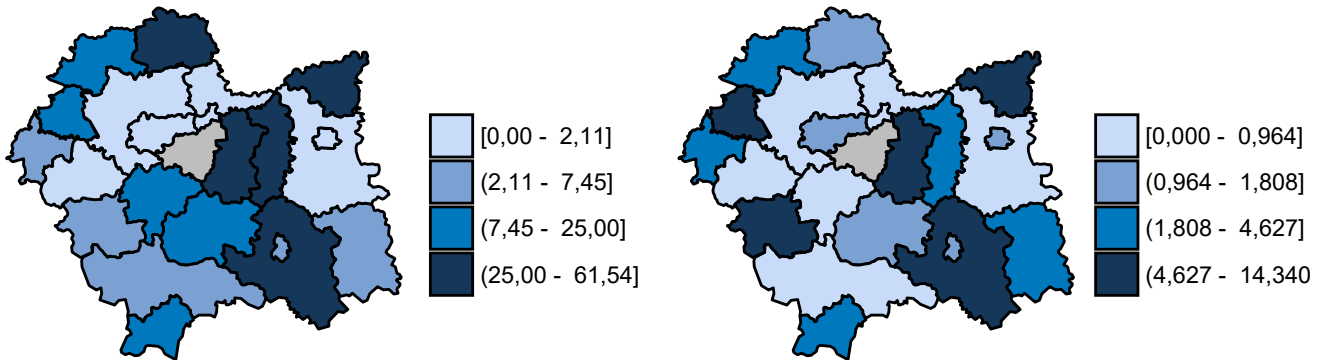 [0,00 - 2,11]
(2,11 - 7,45]
(7,45 - 25,00]
(25,00 - 61,54]
[0,000 - 0,964]
(0,964 - 1,808]
(1,808 - 4,627]
(4,627 - 14,340